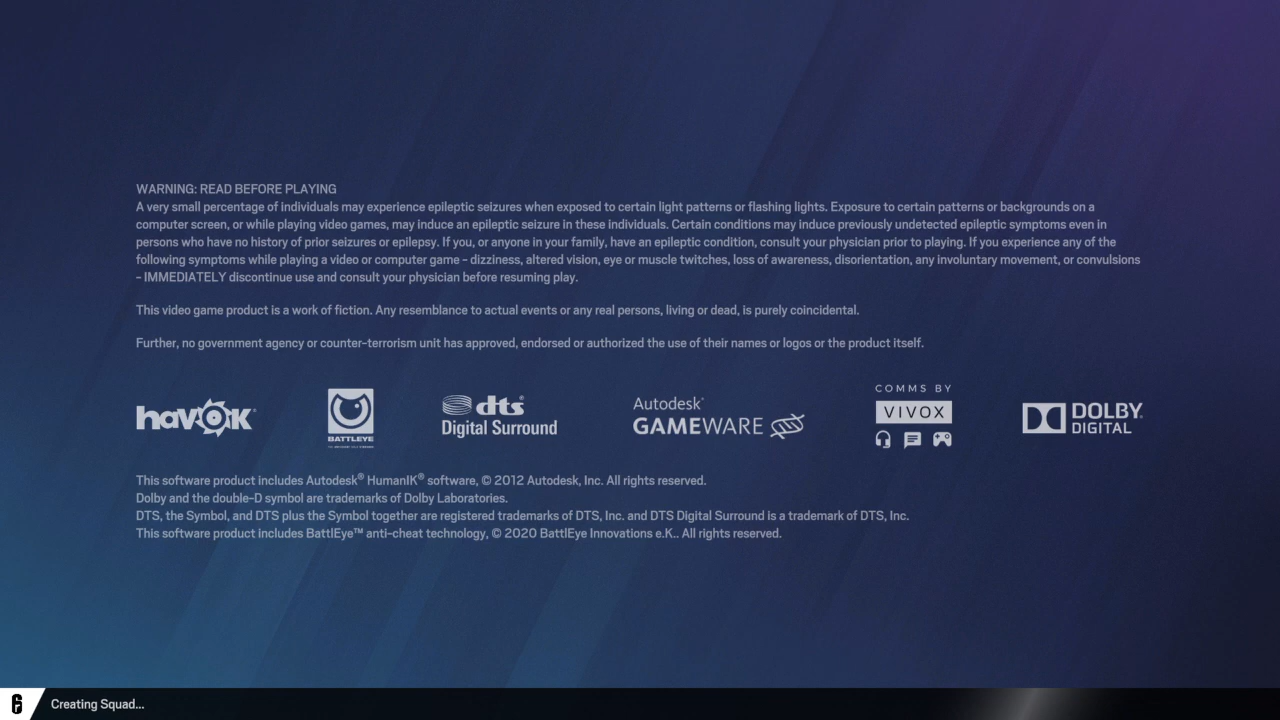 WARNING: READ BEFORE PLAYING
A very small percentage of individuals may experience epileptic seizures when exposed to certain light patterns or flashing lights. Exposure to certain patterns or backgrounds on a
computer screen, or while playing video games, may induce an epileptic seizure in these individuals. Certain conditions may induce previously undetected epileptic symptoms even in
persons who have no history of prior seizures or epilepsy. If you, or anyone in your family, have an epileptic condition, consult your physician prior to playing. If you experience any of the
following symptoms while playing a video or computer game - dizziness, altered vision, eye or muscle twitches, loss of awareness, disorientation, any involuntary movement, or convulsions
- IMMEDIATELY discontinue use and consult your physician before resuming play.
This video game product is a work of fiction. Any resemblance to actual events or any real persons, living or dead, is purely coincidental.
Further, no government agency or counter-terrorism unit has approved, endorsed or authorized the use of their names or logos or the product itself.
havok
BATTLEYE
dts
Digital Surround
Autodesk®
GAMEWARE
COMMS BY
VIVOX
DOLBY
DIGITAL
This software product includes Autodesk® HumanIK® software, © 2012 Autodesk, Inc. All rights reserved.
Dolby and the double-D symbol are trademarks of Dolby Laboratories.
DTS, the Symbol, and DTS plus the Symbol together are registered trademarks of DTS, Inc. and DTS Digital Surround is a trademark of DTS, Inc.
This software product includes BattlEye™ anti-cheat technology, © 2020 BattlEye Innovations e.K.. All rights reserved.
6
Creating Squad...